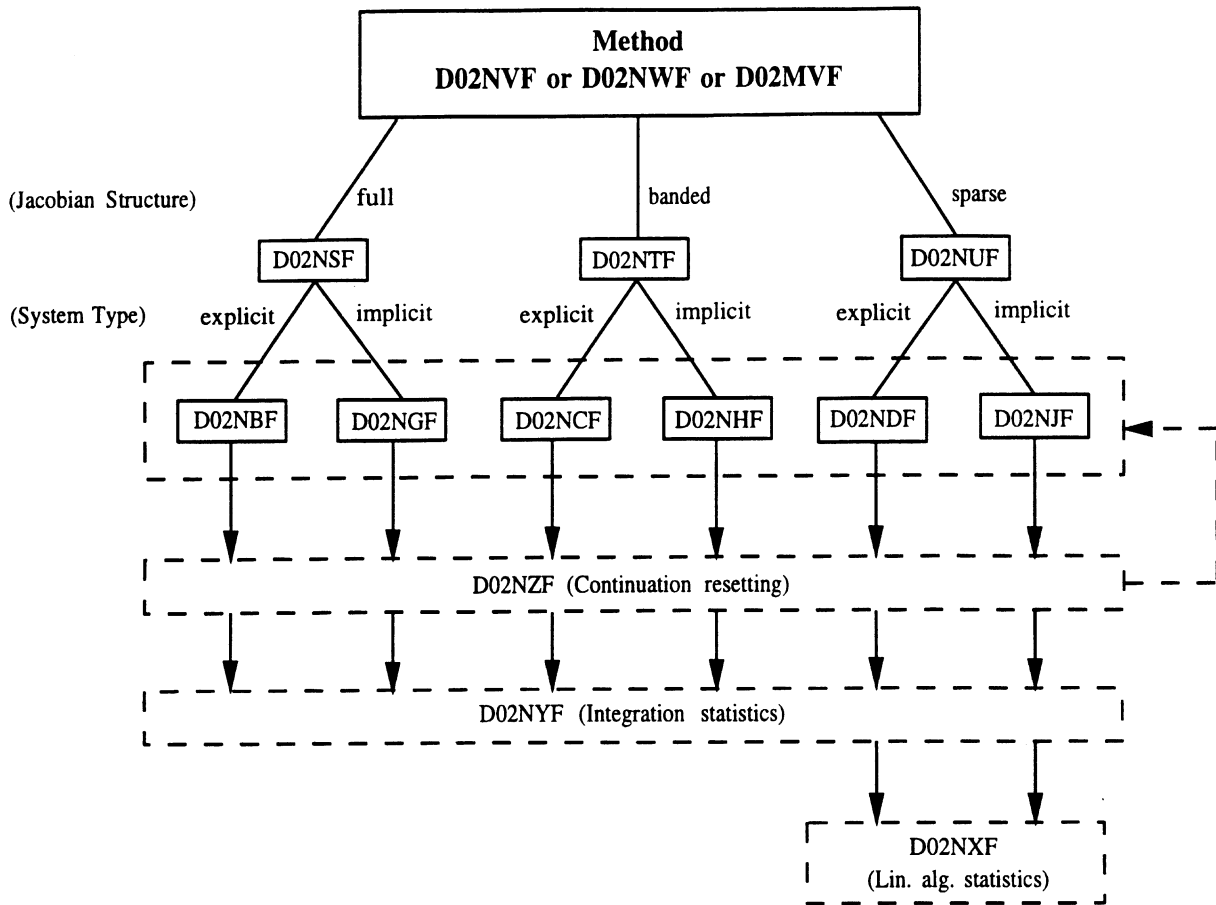 Method
D02NVF or D02NWF or D02MVF
(Jacobian Structure)
full
banded
sparse
D02NSF
D02NTF
D02NUF
(System Type)
explicit
implicit
explicit
implicit
explicit
implicit
D02NBF
D02NGF
D02NCF
D02NHF
D02NDF
D02NJF
D02NZF (Continuation resetting)
D02NYF (Integration statistics)
D02NXF
(Lin. alg. statistics)